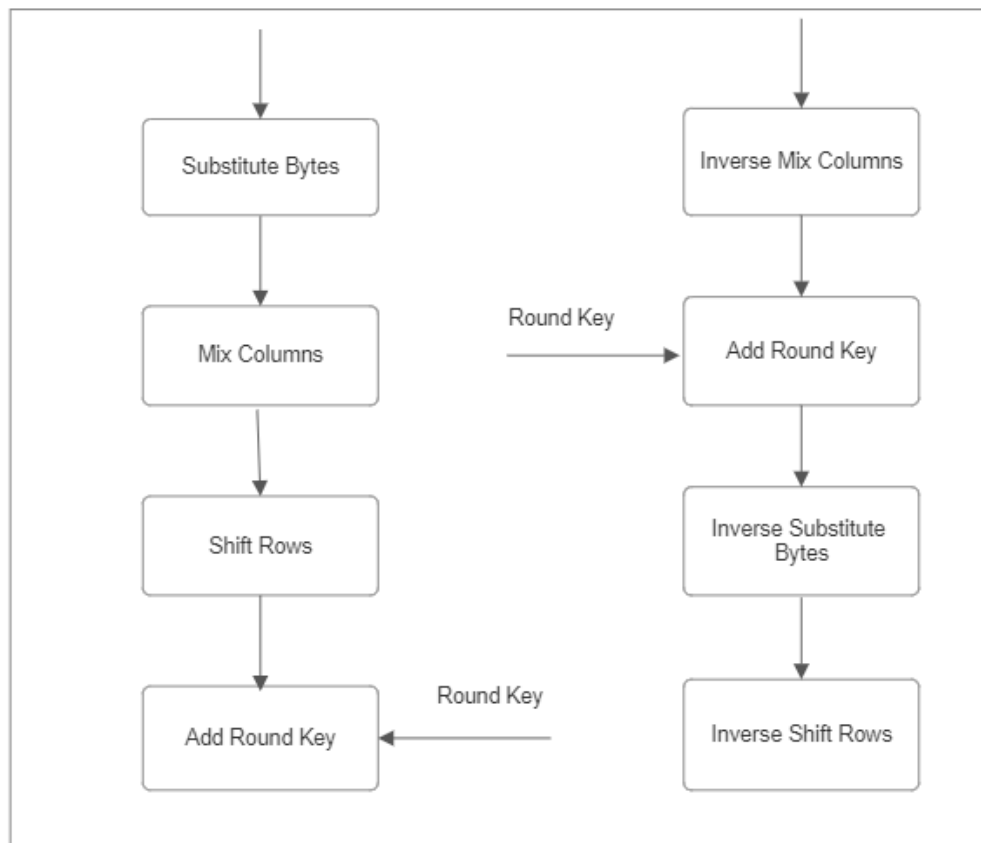 Substitute Bytes
Mix Columns
Shift Rows
Add Round Key
Round Key
Inverse Mix Columns
Round Key
Add Round Key
Inverse Substitute
Bytes
Inverse Shift Rows